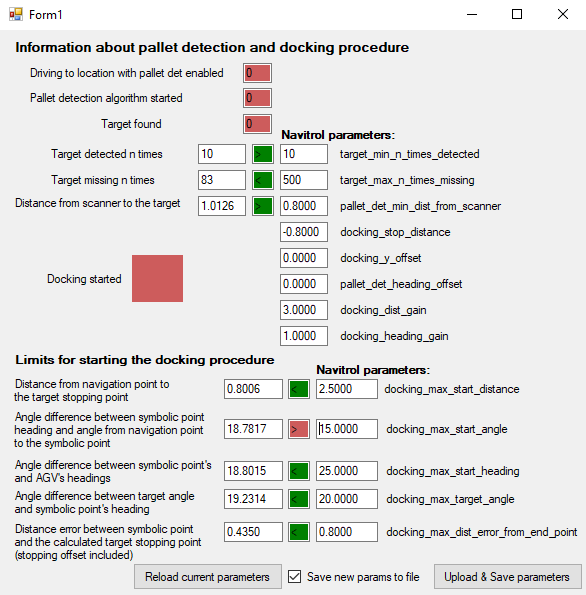 Form1
Information about pallet detection and docking procedure
Driving to location with pallet det enabled 0
Pallet detection algorithm started 0
Target found 0
Navitrol parameters:
Target detected n times 10 > 10 target_min_n_times_detected
Target missing n times 83 < 500 target_max_n_times_missing
Distance from scanner to the target 1.0126 > 0.8000 pallet_det_min_dist_from_scanner
-0.8000 docking_stop_distance
0.0000 docking_y_offset
Docking started
0.0000 pallet_det_heading_offset
3.0000 docking_dist_gain
1.0000 docking_heading_gain
Limits for starting the docking procedure
Navitrol parameters:
Distance from navigation point to
the target stopping point
0.8006 < 2.5000 docking_max_start_distance
Angle difference between symbolic point
heading and angle from navigation point
to the symbolic point
18.7817 > 15.0000 docking_max_start_angle
Angle difference between symbolic point's
and AGV's headings
18.8015 < 25.0000 docking_max_start_heading
Angle difference between target angle
and symbolic point's heading
19.2314 < 20.0000 docking_max_target_angle
Distance error between symbolic point
and the calculated target stopping point
(stopping offset included)
0.4350 < 0.8000 docking_max_dist_error_from_end_point
Reload current parameters Save new params to file Upload & Save parameters